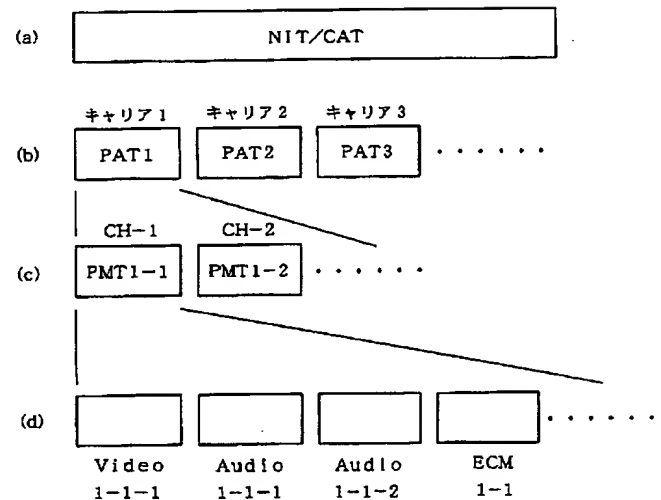 (a) NIT/CAT
キャリア1 キャリア2 キャリア3
(b) PAT1 PAT2 PAT3 ・・・・・・
CH-1 CH-2
(c) PMT1-1 PMT1-2 ・・・・・・
(d) ・・・・・・
Video Audio Audio ECM
1-1-1 1-1-1 1-1-2 1-1